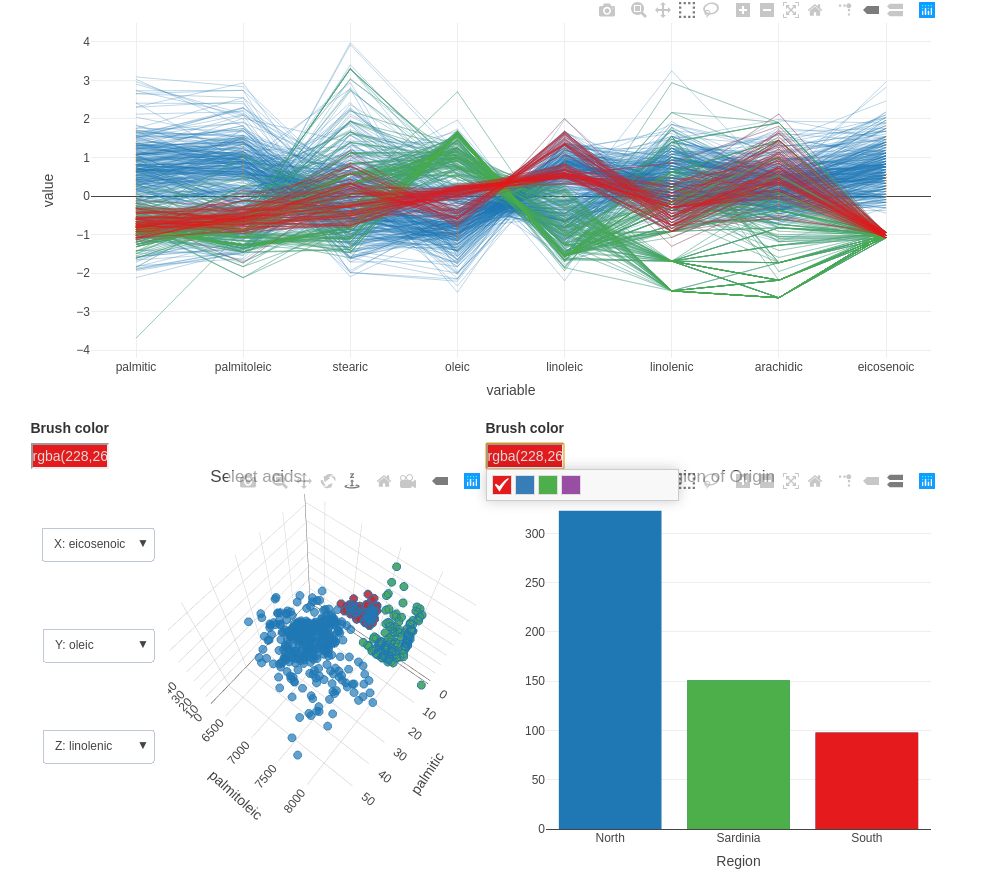 4
3
2
1
0
−1
−2
−3
−4
value
palmitic
palmitoleic
stearic
oleic
linoleic
linolenic
arachidic
eicosenoic
variable
Brush color
rgba(228,26
Select acids:
X: eicosenoic ▼
Y: oleic ▼
Z: linolenic ▼
6500
7000
7500
8000
palmitoleic
0
10
20
30
40
50
palmitic
Brush color
rgba(228,26
ion of Origin
300
250
200
150
100
50
0
North
Sardinia
South
Region